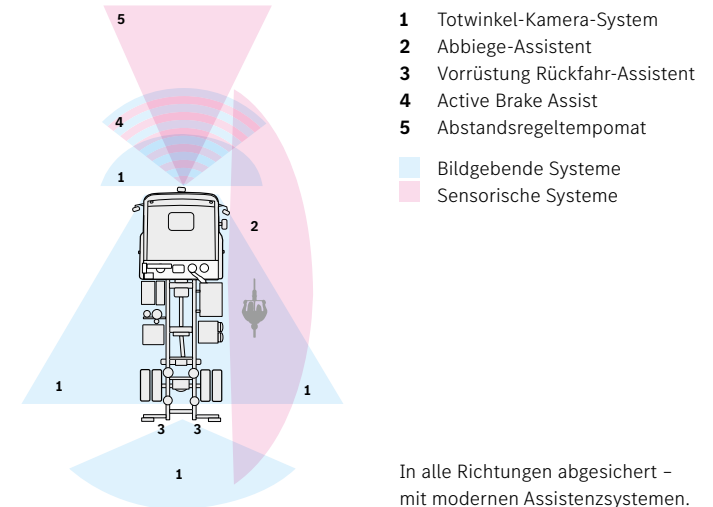 5
4
1
2
1
1
3 3
1
1 Totwinkel-Kamera-System
2 Abbiege-Assistent
3 Vorrüstung Rückfahr-Assistent
4 Active Brake Assist
5 Abstandsregeltempomat
Bildgebende Systeme
Sensorische Systeme
In alle Richtungen abgesichert –
mit modernen Assistenzsystemen.